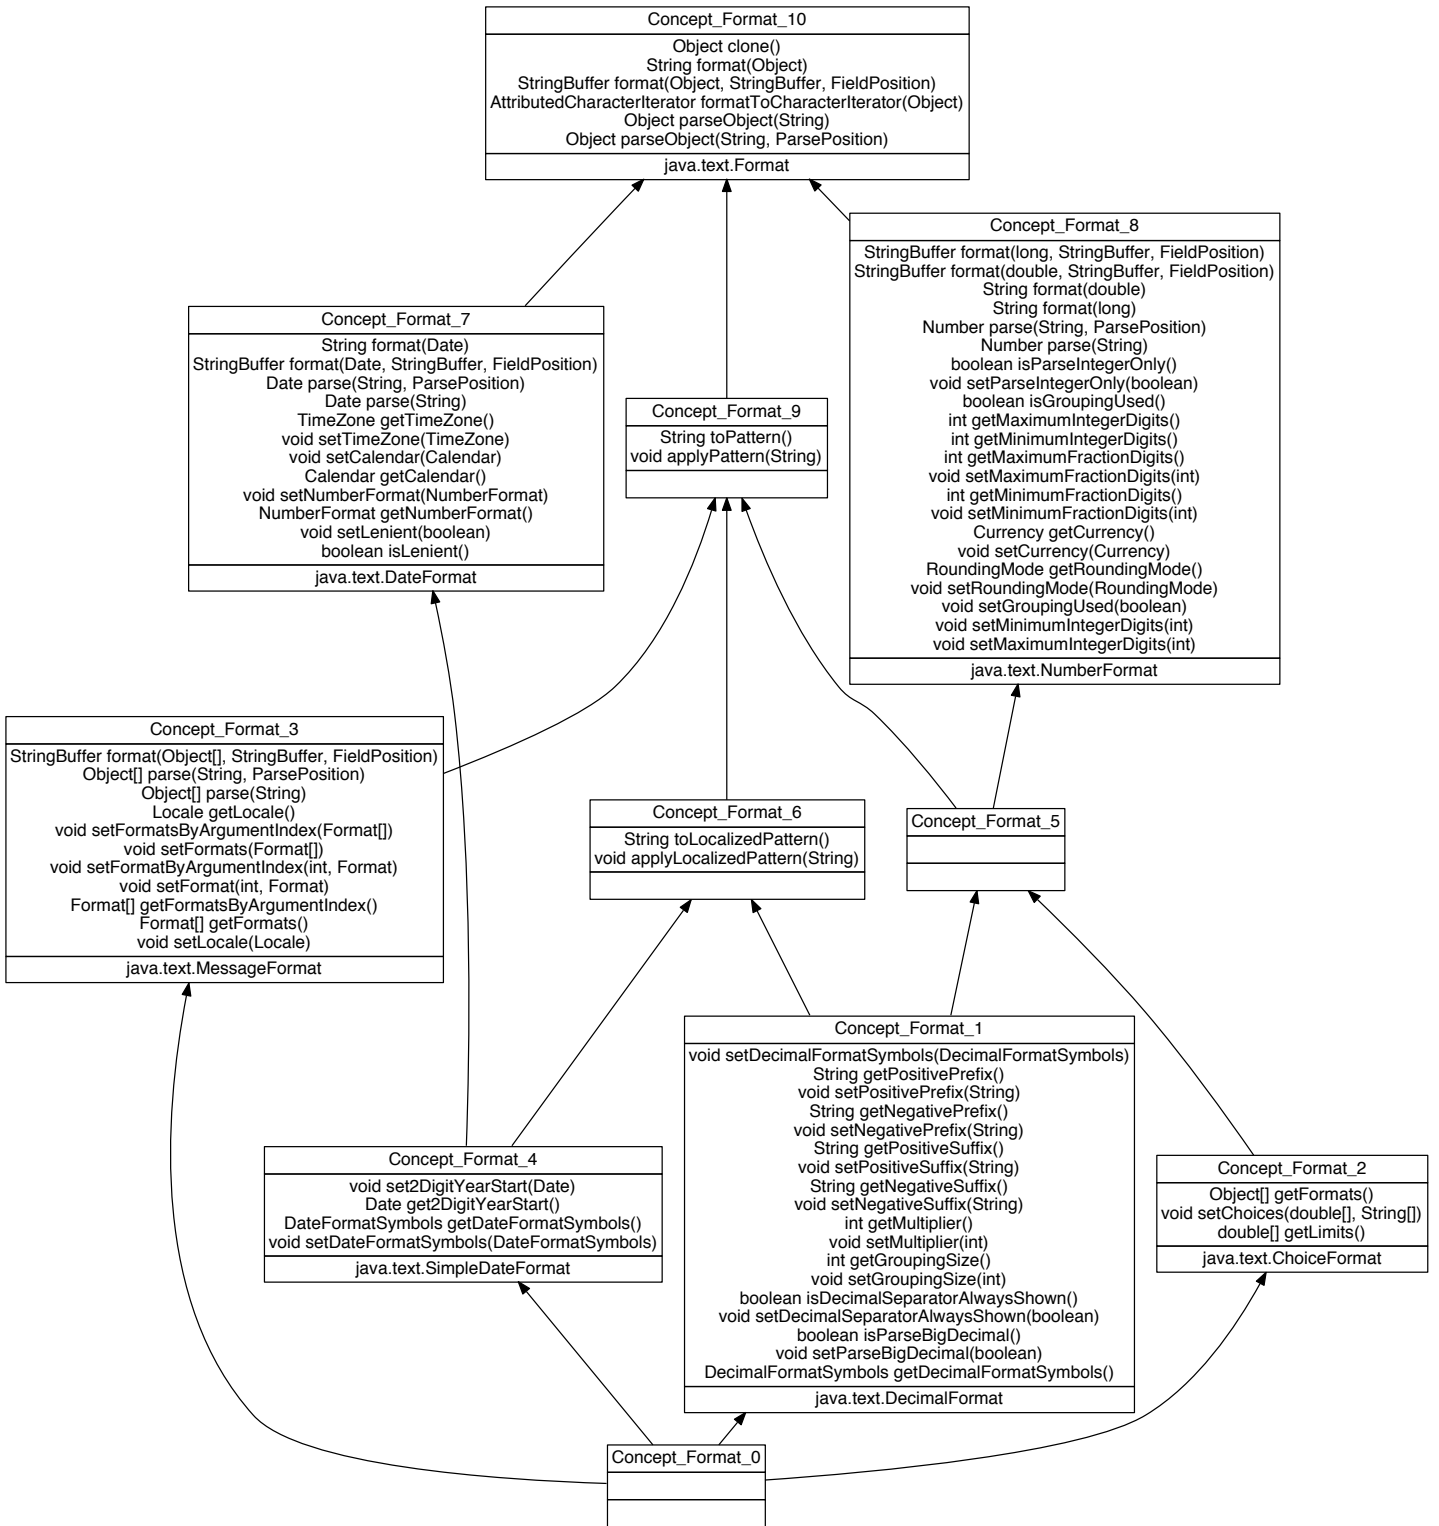 Concept_Format_10
Object clone()
String format(Object)
StringBuffer format(Object, StringBuffer, FieldPosition)
AttributedCharacterIterator formatToCharacterIterator(Object)
Object parseObject(String)
Object parseObject(String, ParsePosition)
java.text.Format
Concept_Format_8
StringBuffer format(long, StringBuffer, FieldPosition)
StringBuffer format(double, StringBuffer, FieldPosition)
String format(double)
String format(long)
Number parse(String, ParsePosition)
Number parse(String)
boolean isParseIntegerOnly()
void setParseIntegerOnly(boolean)
boolean isGroupingUsed()
int getMaximumIntegerDigits()
int getMinimumIntegerDigits()
int getMaximumFractionDigits()
void setMaximumFractionDigits(int)
int getMinimumFractionDigits()
void setMinimumFractionDigits(int)
Currency getCurrency()
void setCurrency(Currency)
RoundingMode getRoundingMode()
void setRoundingMode(RoundingMode)
void setGroupingUsed(boolean)
void setMinimumIntegerDigits(int)
void setMaximumIntegerDigits(int)
java.text.NumberFormat
Concept_Format_7
String format(Date)
StringBuffer format(Date, StringBuffer, FieldPosition)
Date parse(String, ParsePosition)
Date parse(String)
TimeZone getTimeZone()
void setTimeZone(TimeZone)
void setCalendar(Calendar)
Calendar getCalendar()
void setNumberFormat(NumberFormat)
NumberFormat getNumberFormat()
void setLenient(boolean)
boolean isLenient()
java.text.DateFormat
Concept_Format_9
String toPattern()
void applyPattern(String)
Concept_Format_3
StringBuffer format(Object[], StringBuffer, FieldPosition)
Object[] parse(String, ParsePosition)
Object[] parse(String)
Locale getLocale()
void setFormatsByArgumentIndex(Format[])
void setFormats(Format[])
void setFormatByArgumentIndex(int, Format)
void setFormat(int, Format)
Format[] getFormatsByArgumentIndex()
Format[] getFormats()
void setLocale(Locale)
java.text.MessageFormat
Concept_Format_6
String toLocalizedPattern()
void applyLocalizedPattern(String)
Concept_Format_5
Concept_Format_1
void setDecimalFormatSymbols(DecimalFormatSymbols)
String getPositivePrefix()
void setPositivePrefix(String)
String getNegativePrefix()
void setNegativePrefix(String)
String getPositiveSuffix()
void setPositiveSuffix(String)
String getNegativeSuffix()
void setNegativeSuffix(String)
int getMultiplier()
void setMultiplier(int)
int getGroupingSize()
void setGroupingSize(int)
boolean isDecimalSeparatorAlwaysShown()
void setDecimalSeparatorAlwaysShown(boolean)
boolean isParseBigDecimal()
void setParseBigDecimal(boolean)
DecimalFormatSymbols getDecimalFormatSymbols()
java.text.DecimalFormat
Concept_Format_4
void set2DigitYearStart(Date)
Date get2DigitYearStart()
DateFormatSymbols getDateFormatSymbols()
void setDateFormatSymbols(DateFormatSymbols)
java.text.SimpleDateFormat
Concept_Format_2
Object[] getFormats()
void setChoices(double[], String[])
double[] getLimits()
java.text.ChoiceFormat
Concept_Format_0